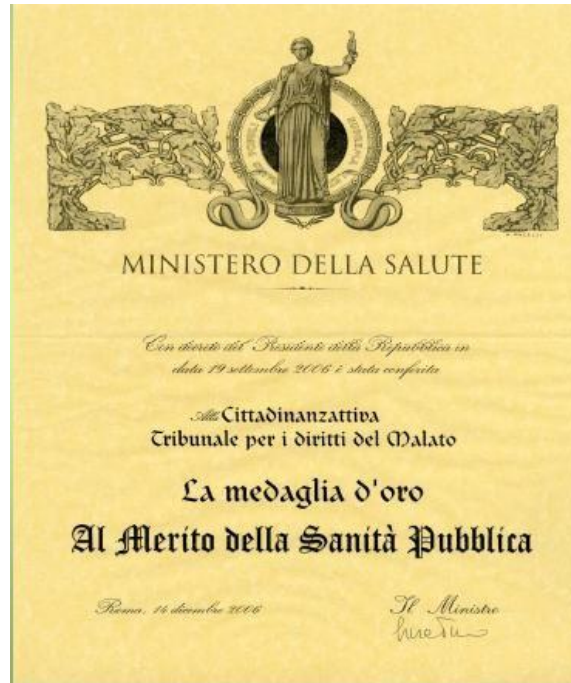 MINISTERO DELLA SALUTE
Con decreto del Presidente della Repubblica in
data 19 settembre 2006 è stata conferita
Alla Cittadinanzattiva
Tribunale per i diritti del Malato
La medaglia d'oro
Al Merito della Sanità Pubblica
Roma, 14 dicembre 2006
Il Ministro